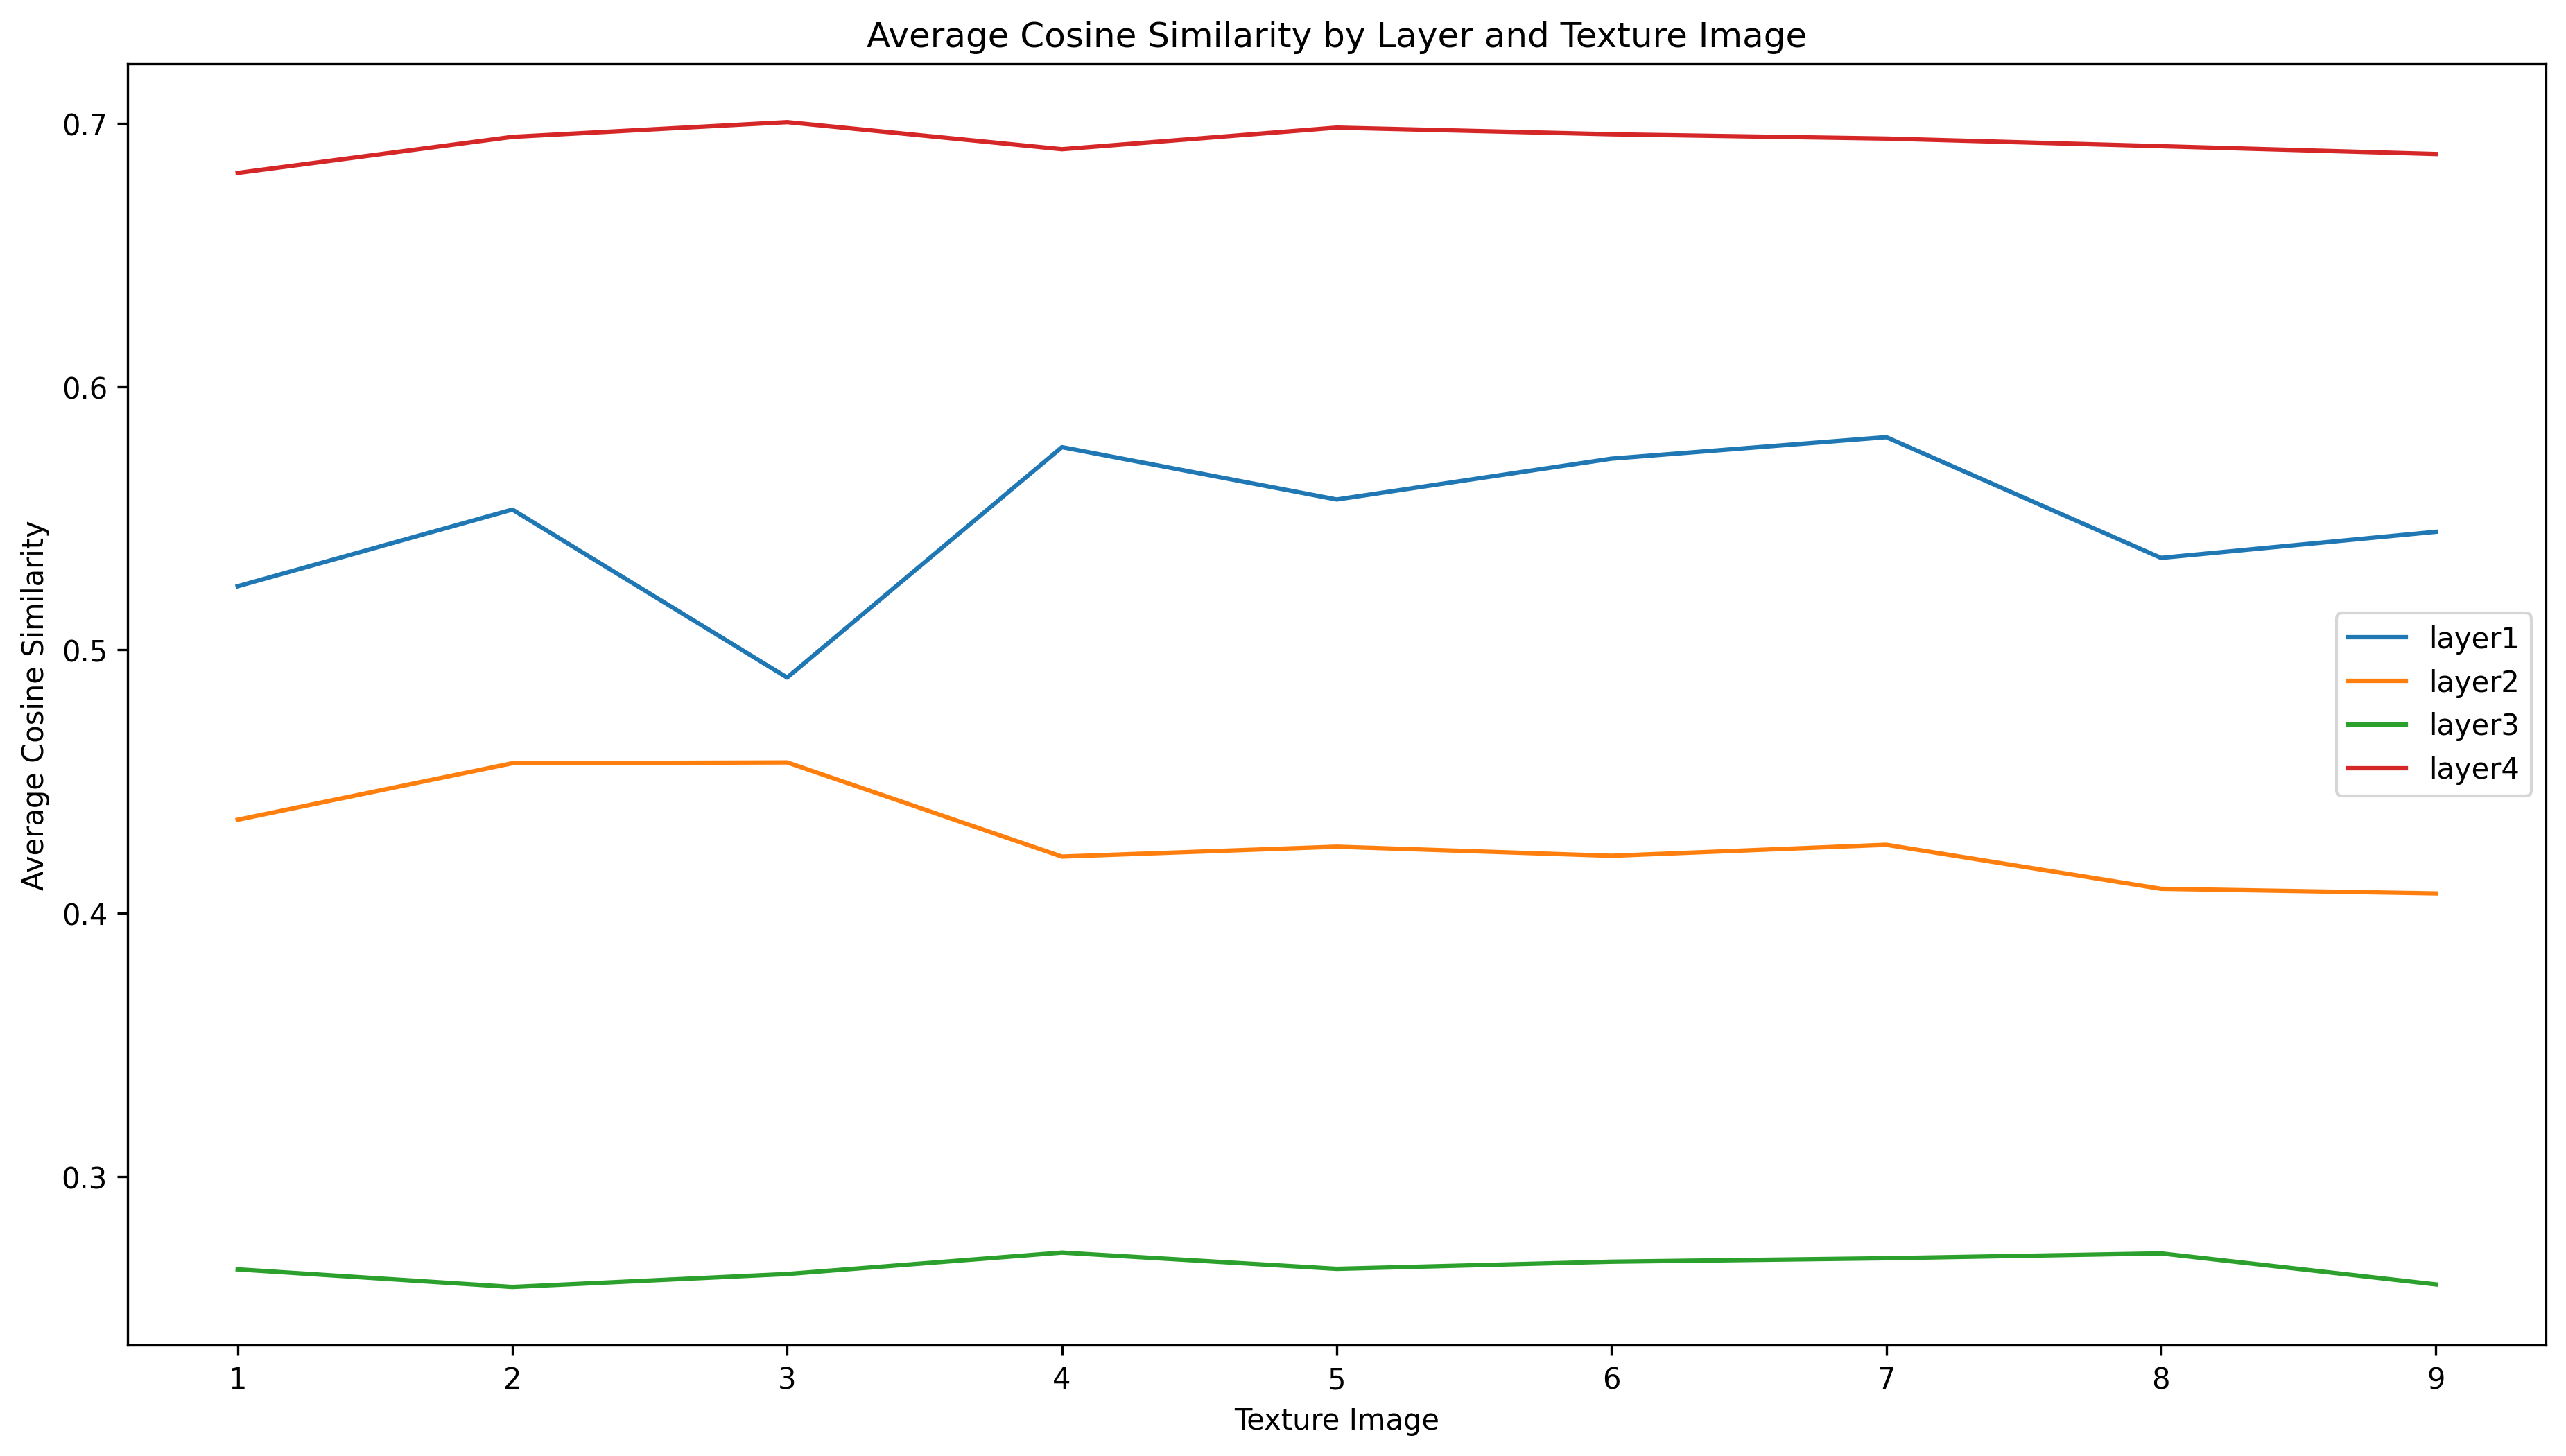 Average Cosine Similarity by Layer and Texture Image
Average Cosine Similarity
0.7
0.6
0.5
0.4
0.3
layer1
layer2
layer3
layer4
1 2 3 4 5 6 7 8 9
Texture Image